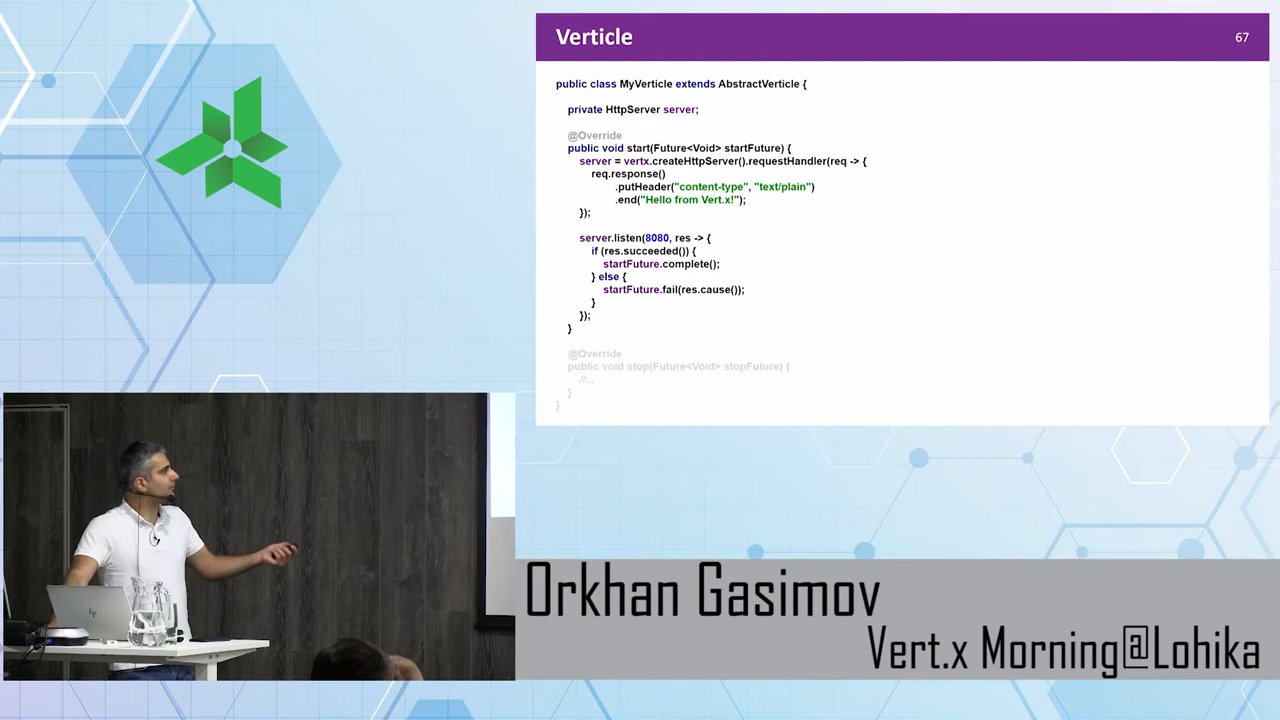 Verticle
67
public class MyVerticle extends AbstractVerticle {
private HttpServer server;
@Override
public void start(Future<Void> startFuture) {
server = vertx.createHttpServer().requestHandler(req -> {
req.response()
.putHeader("content-type", "text/plain")
.end("Hello from Vert.x!");
});
server.listen(8080, res -> {
if (res.succeeded()) {
startFuture.complete();
} else {
startFuture.fail(res.cause());
}
});
}
@Override
public void stop(Future<Void> stopFuture) {
//...
}
}
hp
Orkhan Gasimov
Vert.x Morning@Lohika